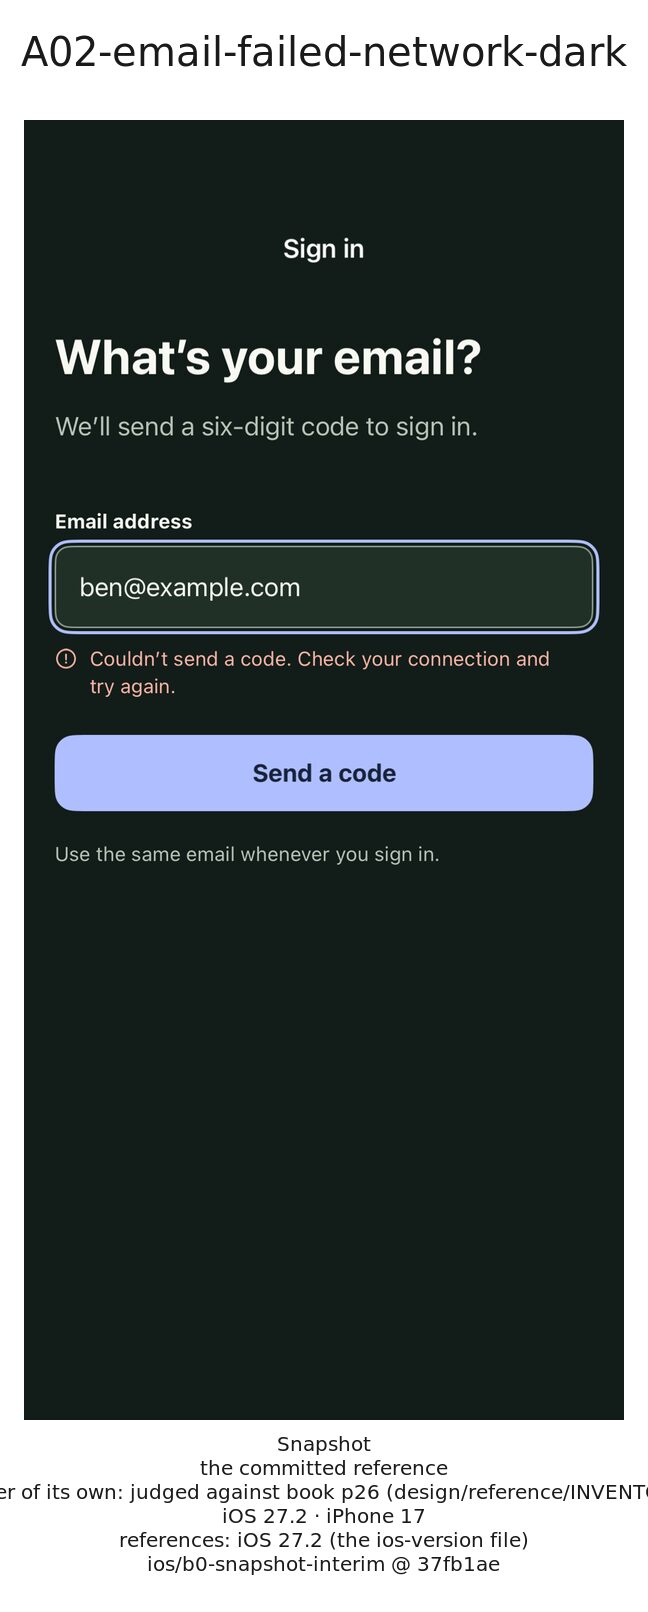 A02-email-failed-network-dark
Sign in
What’s your email?
We’ll send a six-digit code to sign in.
Email address
ben@example.com
Couldn’t send a code. Check your connection and
try again.
Send a code
Use the same email whenever you sign in.
Snapshot
the committed reference
of its own: judged against book p26 (design/reference/
iOS 27.2 · iPhone 17
references: iOS 27.2 (the ios-version file)
ios/b0-snapshot-interim @ 37fb1ae